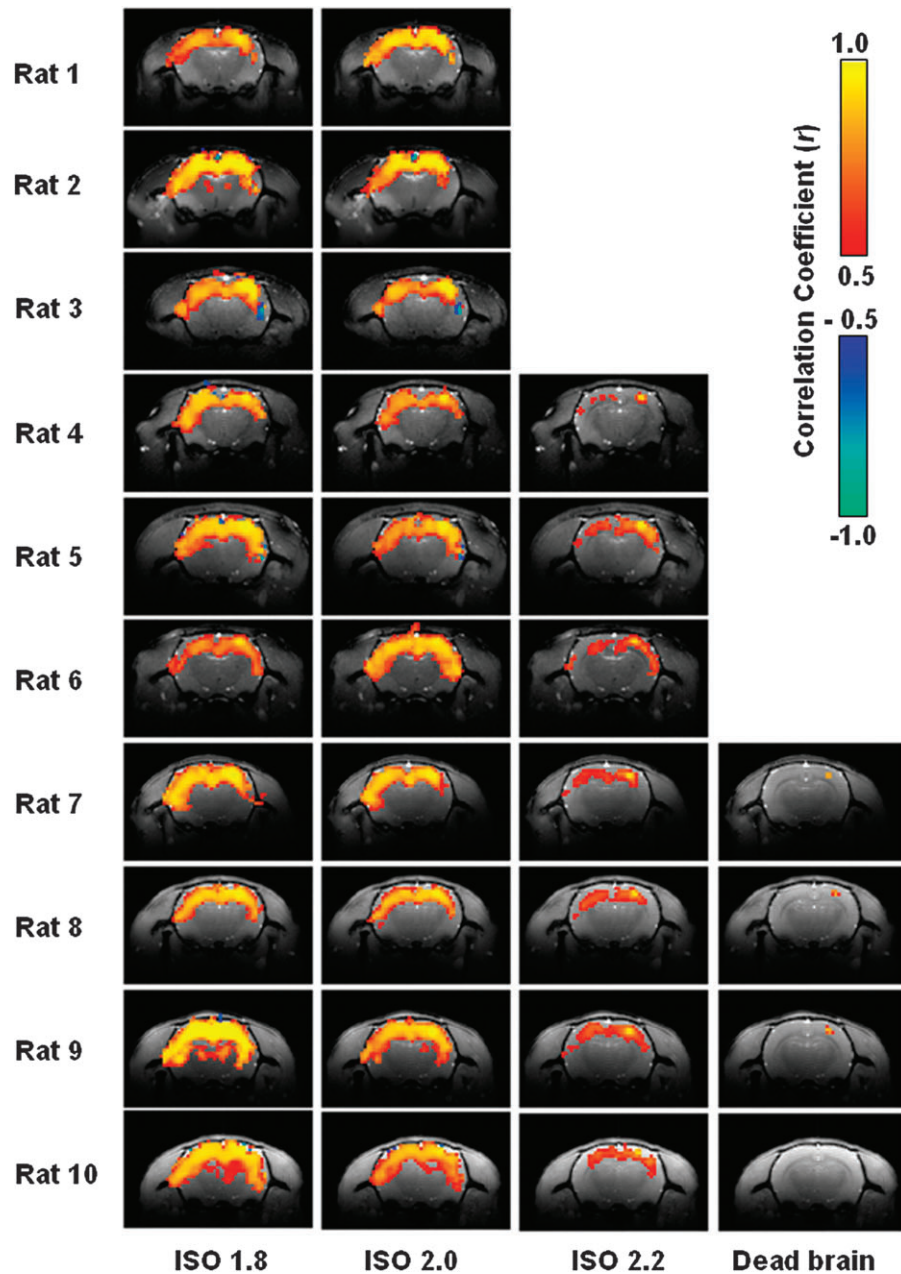 Rat 1
Rat 2
Rat 3
Rat 4
Rat 5
Rat 6
Rat 7
Rat 8
Rat 9
Rat 10
ISO 1.8
ISO 2.0
ISO 2.2
Dead brain
Correlation Coefficient (r)
1.0
0.5
- 0.5
-1.0